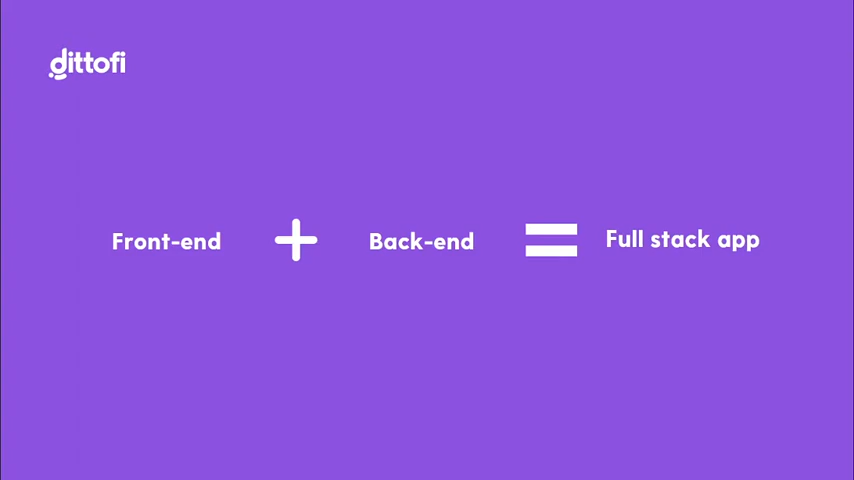 dittofi
Front-end + Back-end = Full stack app